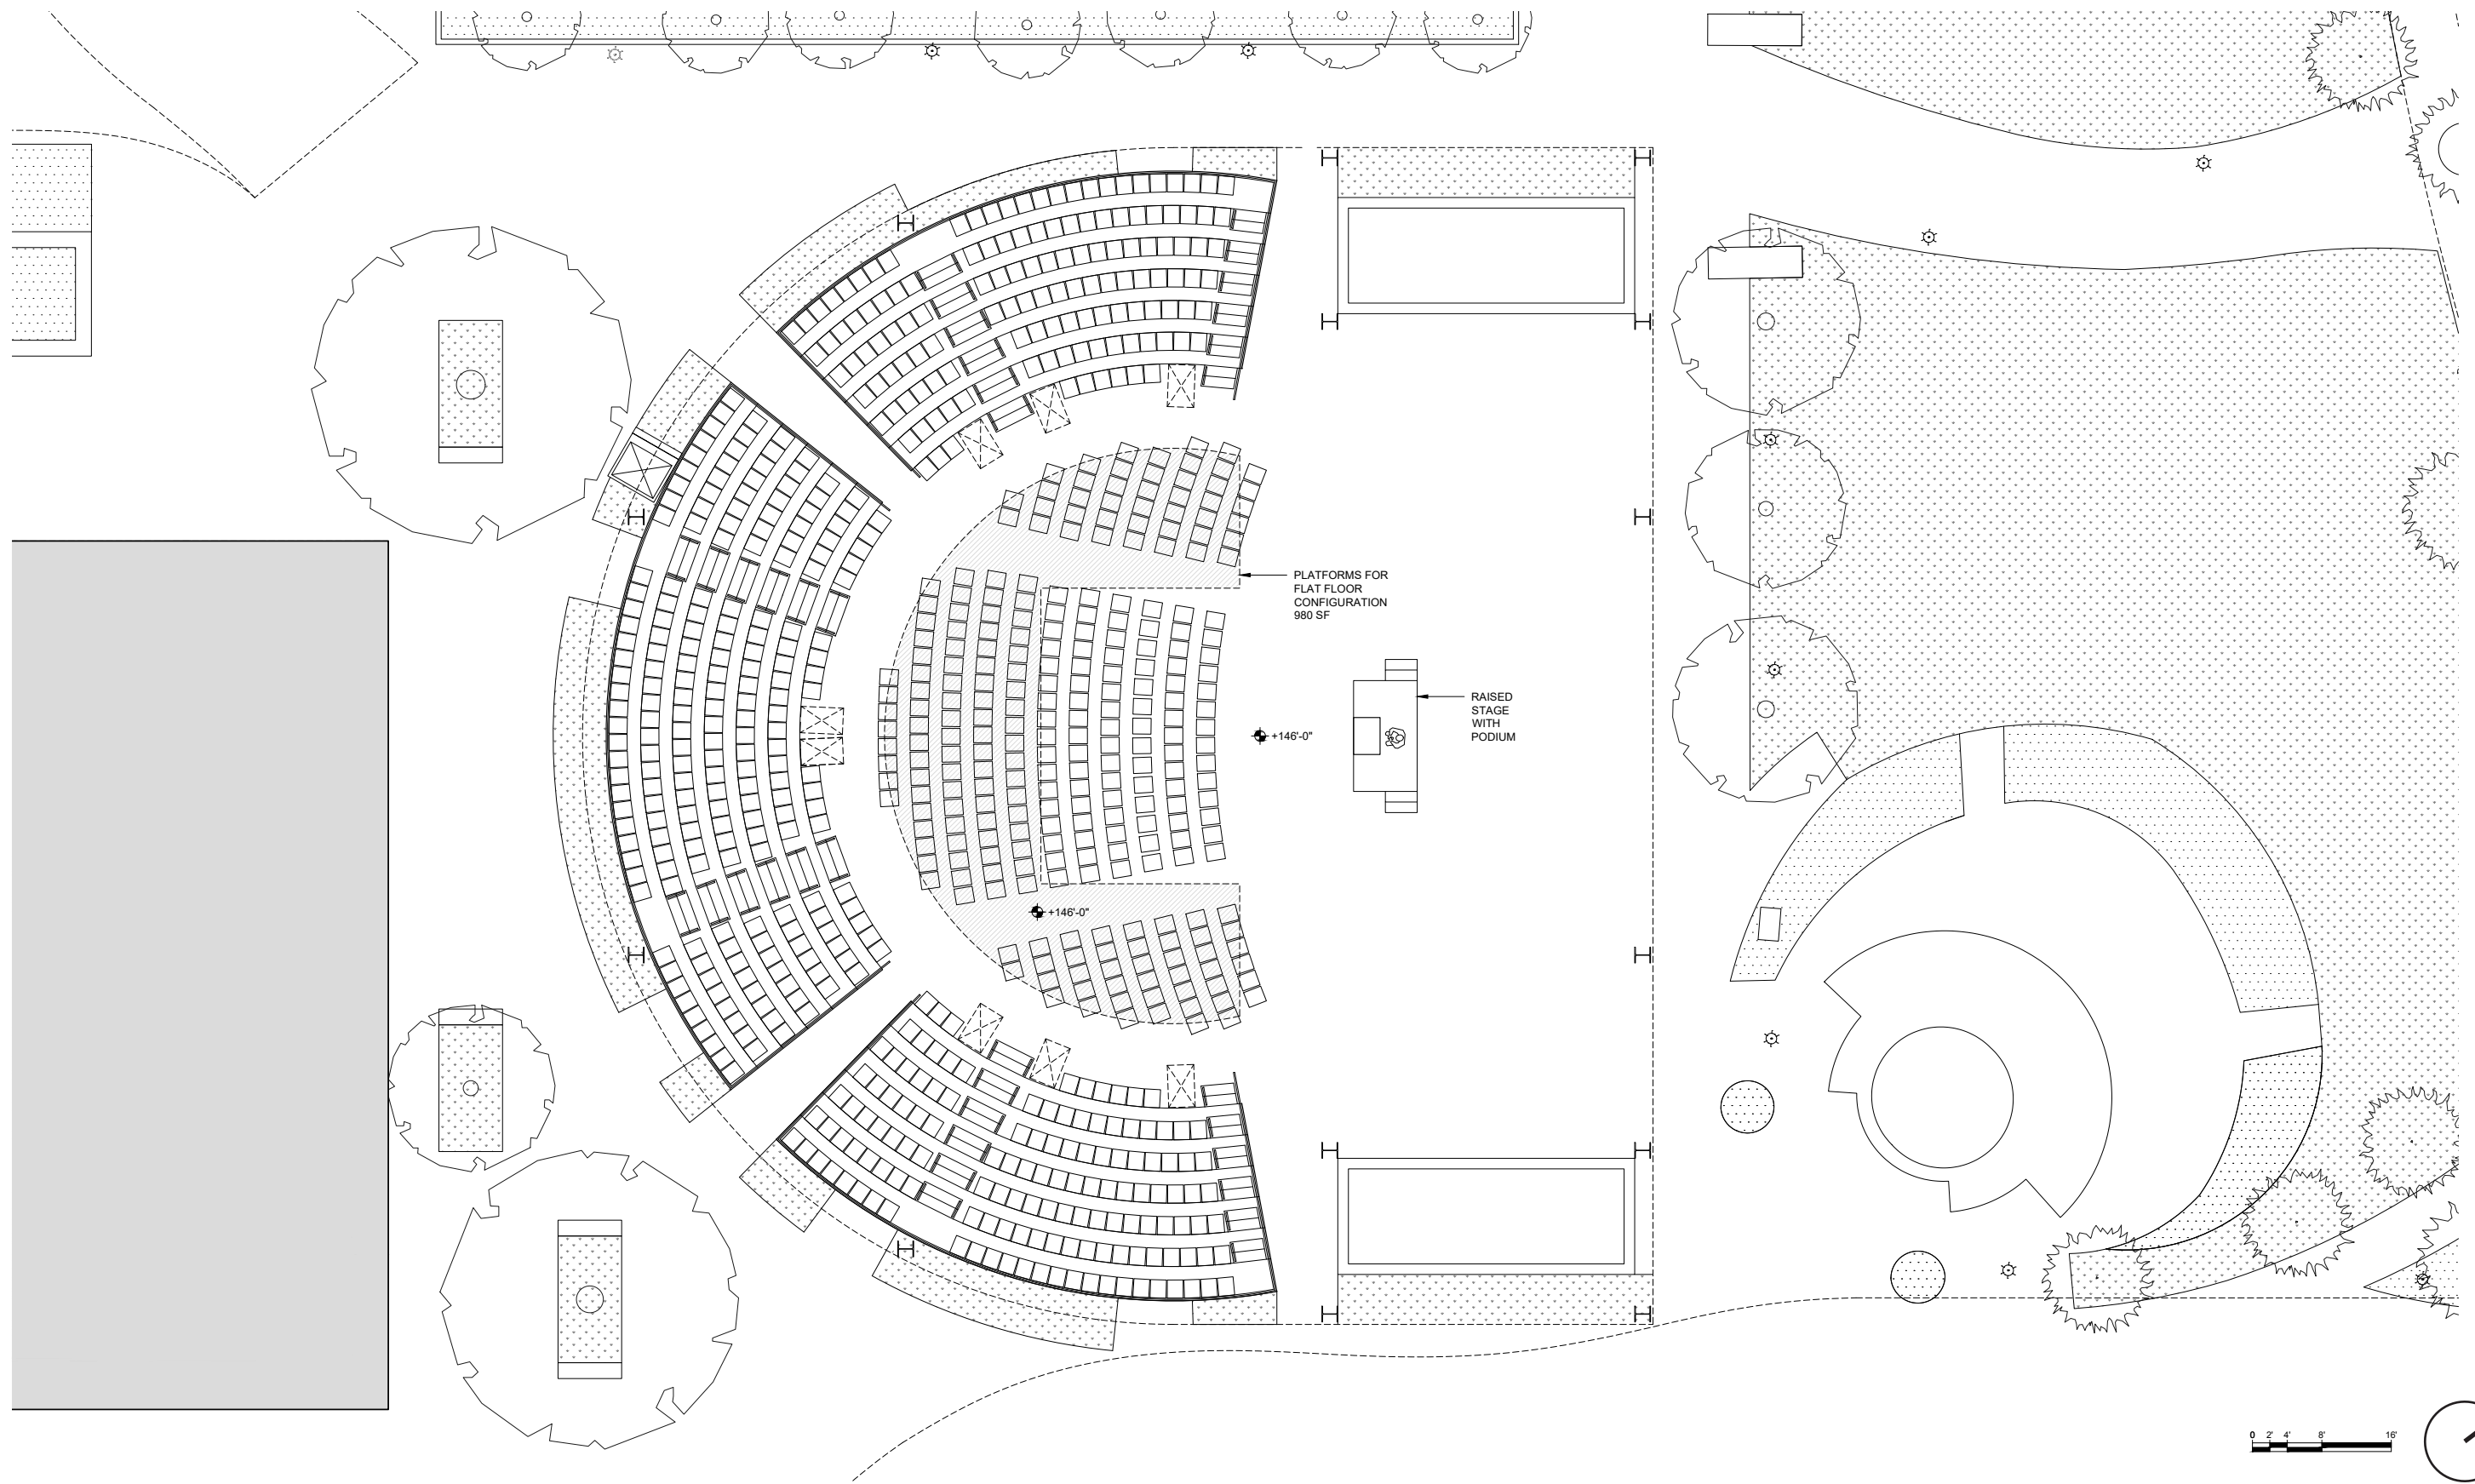 PLATFORMS FOR
FLAT FLOOR
CONFIGURATION
980 SF
RAISED
STAGE
WITH
PODIUM
+146'-0"
+146'-0"
0 2' 4' 8' 16'